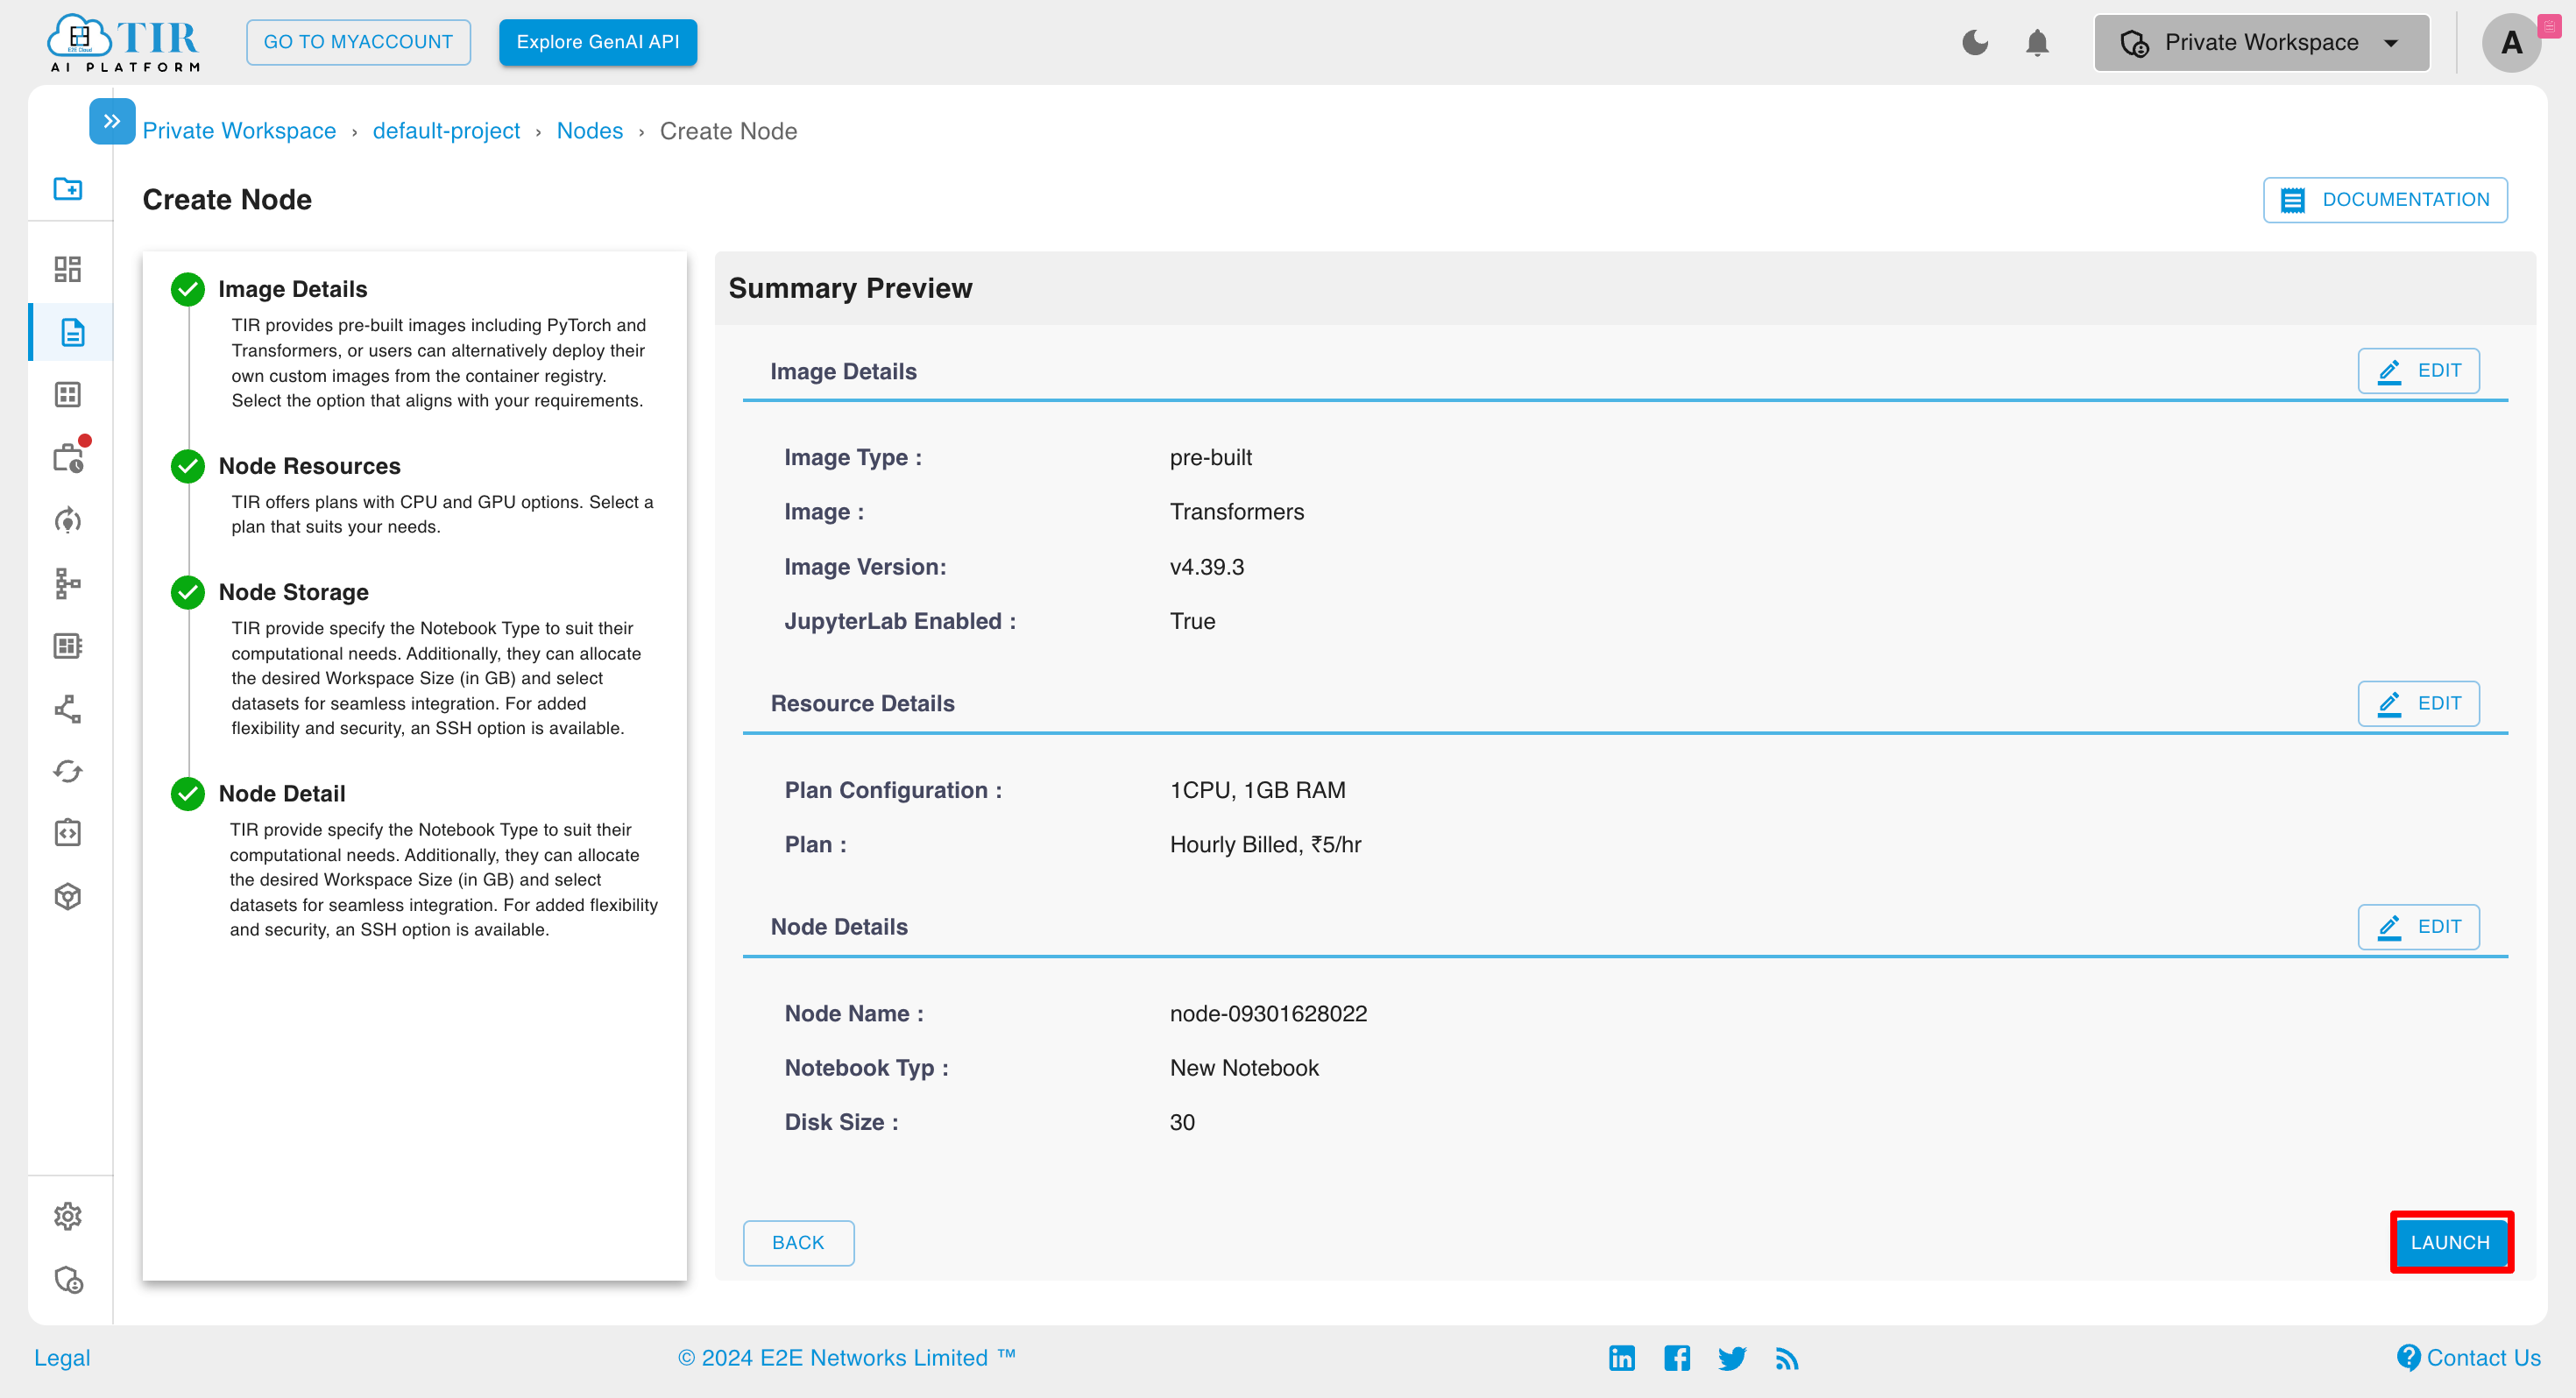 E2E Cloud
TIR
AI PLATFORM
GO TO MYACCOUNT
Explore GenAI API
Private Workspace
A
Private Workspace › default-project › Nodes › Create Node
Create Node
DOCUMENTATION
Image Details
TIR provides pre-built images including PyTorch and
Transformers, or users can alternatively deploy their
own custom images from the container registry.
Select the option that aligns with your requirements.
Node Resources
TIR offers plans with CPU and GPU options. Select a
plan that suits your needs.
Node Storage
TIR provide specify the Notebook Type to suit their
computational needs. Additionally, they can allocate
the desired Workspace Size (in GB) and select
datasets for seamless integration. For added
flexibility and security, an SSH option is available.
Node Detail
TIR provide specify the Notebook Type to suit their
computational needs. Additionally, they can allocate
the desired Workspace Size (in GB) and select
datasets for seamless integration. For added flexibility
and security, an SSH option is available.
Summary Preview
Image Details
EDIT
Image Type : pre-built
Image : Transformers
Image Version: v4.39.3
JupyterLab Enabled : True
Resource Details
EDIT
Plan Configuration : 1CPU, 1GB RAM
Plan : Hourly Billed, ₹5/hr
Node Details
EDIT
Node Name : node-09301628022
Notebook Typ : New Notebook
Disk Size : 30
BACK
LAUNCH
Legal
© 2024 E2E Networks Limited ™
Contact Us